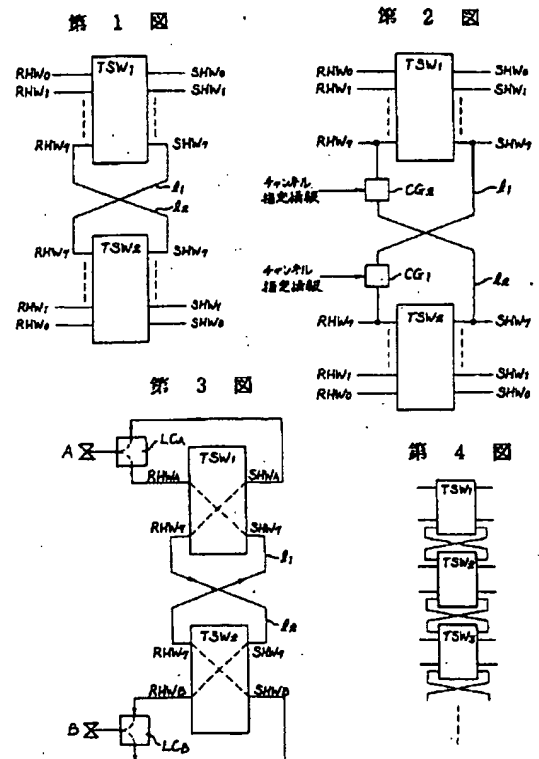 第 1 図
TSW1
RHW0
SHW0
RHW1
SHW1
RHW7
SHW7
l1
l2
RHW7
SHW7
TSW2
RHW1
SHW1
RHW0
SHW0
第 2 図
TSW1
RHW0
SHW0
RHW1
SHW1
RHW7
SHW7
チャンネル
指定情報
CG2
l1
チャンネル
指定情報
CG1
l2
RHW7
TSW2
SHW7
RHW1
SHW1
RHW0
SHW0
第 3 図
A
LCA
TSW1
RHWA
SHWA
RHW7
SHW7
l1
l2
TSW2
RHW7
SHW7
RHWB
SHWB
B
LCB
第 4 図
TSW1
TSW2
TSW3